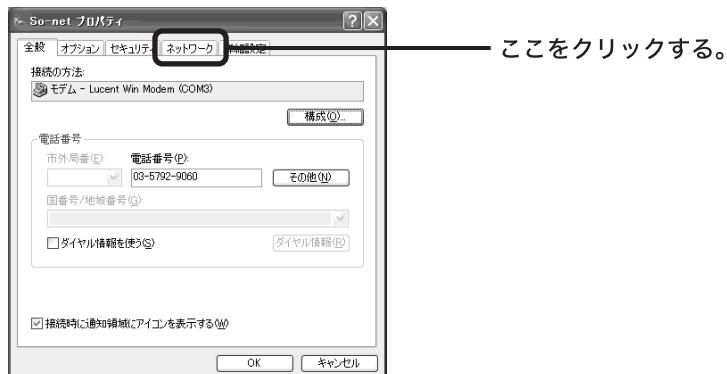 So-net プロパティ
全般 オプション セキュリティ ネットワーク 詳細設定
ここをクリックする。
接続の方法:
モデム - Lucent Win Modem (COM3)
構成(O)...
電話番号
市外局番(E): 電話番号(P):
03-5792-9060 その他(N)
国番号/地域番号(G):
ダイヤル情報を使う(S) ダイヤル情報(R)
接続時に通知領域にアイコンを表示する(W)
OK キャンセル